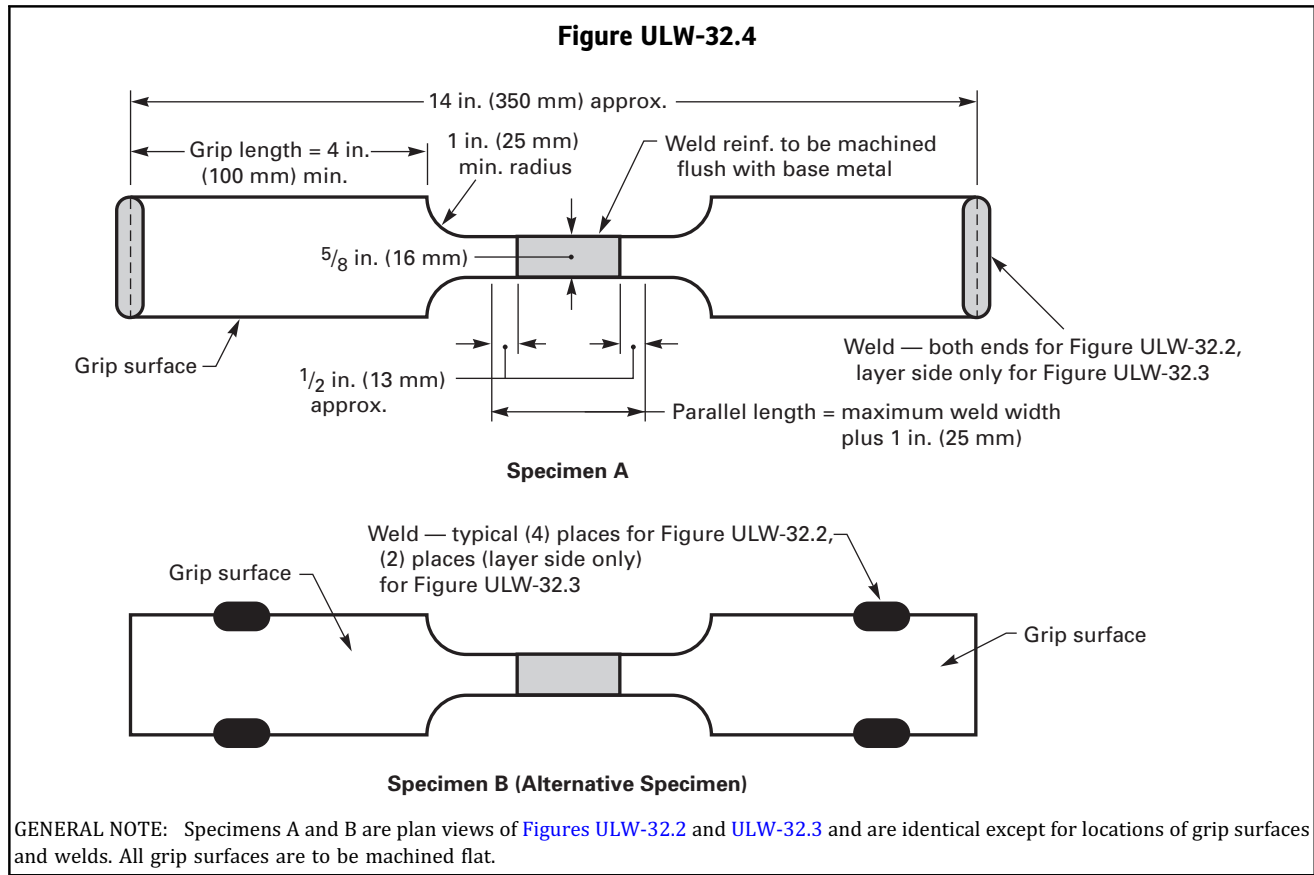 Figure ULW-32.4
14 in. (350 mm) approx.
Grip length = 4 in.
(100 mm) min.
1 in. (25 mm)
min. radius
Weld reinf. to be machined
flush with base metal
5/8 in. (16 mm)
Grip surface
1/2 in. (13 mm)
approx.
Weld — both ends for Figure ULW-32.2,
layer side only for Figure ULW-32.3
Parallel length = maximum weld width
plus 1 in. (25 mm)
Specimen A
Weld — typical (4) places for Figure ULW-32.2,
(2) places (layer side only)
for Figure ULW-32.3
Grip surface
Grip surface
Specimen B (Alternative Specimen)
GENERAL NOTE: Specimens A and B are plan views of Figures ULW-32.2 and ULW-32.3 and are identical except for locations of grip surfaces
and welds. All grip surfaces are to be machined flat.